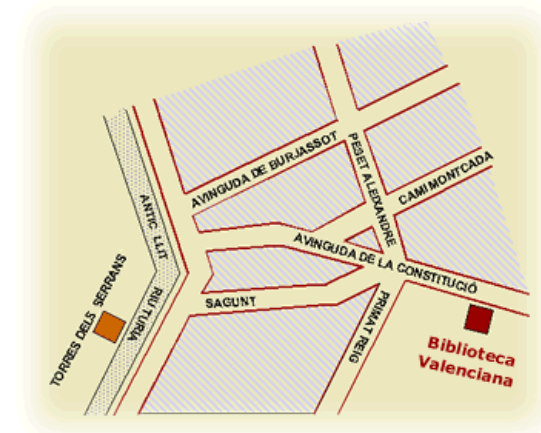 AVINGUDA DE BURJASSOT
PESET ALEIXANDRE
CAMI MONTCADA
ANTIC LLIT
RIU TURIA
AVINGUDA DE LA CONSTITUCIÓ
TORRES DELS SERRANS
SAGUNT
PRIMAT REIG
Biblioteca
Valenciana